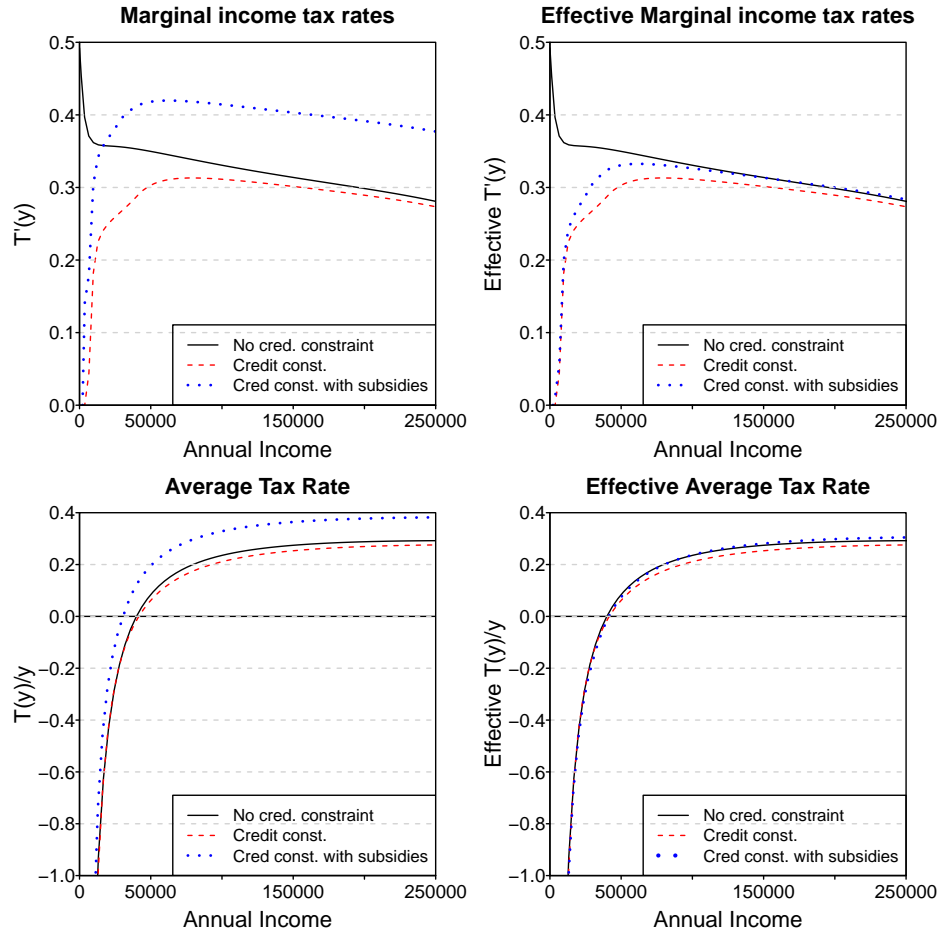 Marginal income tax rates
T'(y)
0.5
0.4
0.3
0.2
0.1
0.0
No cred. constraint
Credit const.
Cred const. with subsidies
0
50000
150000
250000
Annual Income
Effective Marginal income tax rates
Effective T'(y)
0.5
0.4
0.3
0.2
0.1
0.0
No cred. constraint
Credit const.
Cred const. with subsidies
0
50000
150000
250000
Annual Income
Average Tax Rate
T(y)/y
0.4
0.2
0.0
−0.2
−0.4
−0.6
−0.8
−1.0
No cred. constraint
Credit const.
Cred const. with subsidies
0
50000
150000
250000
Annual Income
Effective Average Tax Rate
Effective T(y)/y
0.4
0.2
0.0
−0.2
−0.4
−0.6
−0.8
−1.0
No cred. constraint
Credit const.
Cred const. with subsidies
0
50000
150000
250000
Annual Income